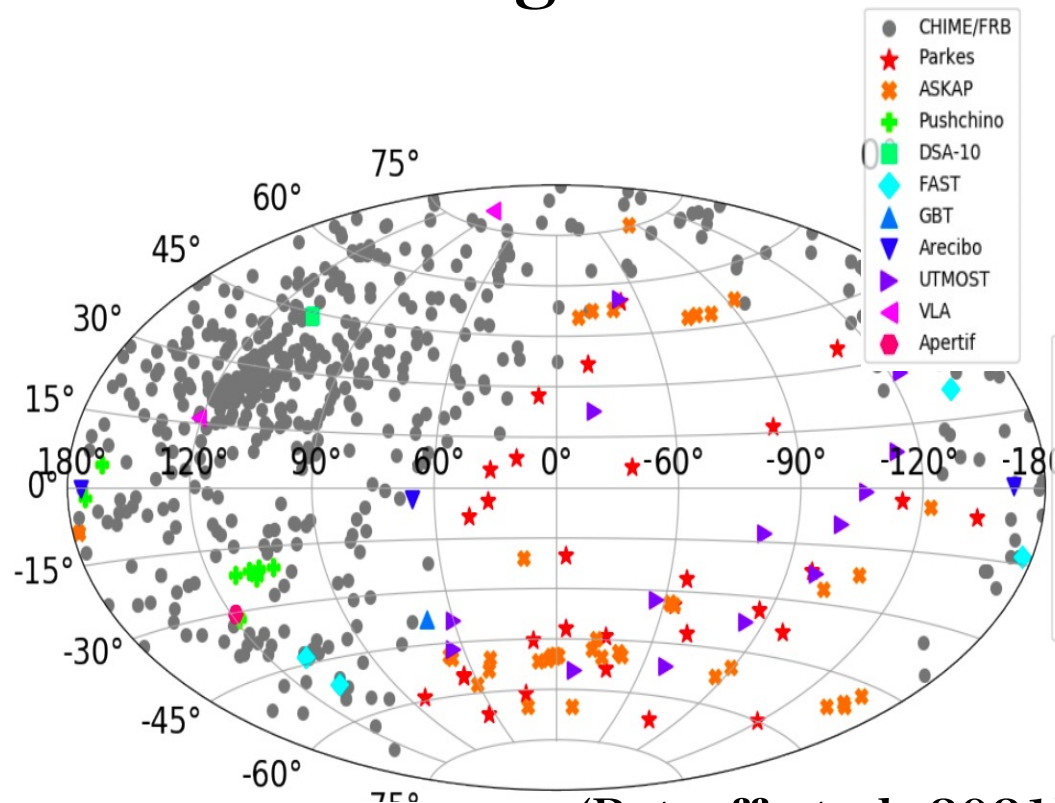 CHIME/FRB
Parkes
ASKAP
Pushchino
DSA-10
FAST
GBT
Arecibo
UTMOST
VLA
Apertif
75°
60°
45°
30°
15°
0°
-15°
-30°
-45°
-60°
180° 120° 90° 60° 0° -60° -90° -120°